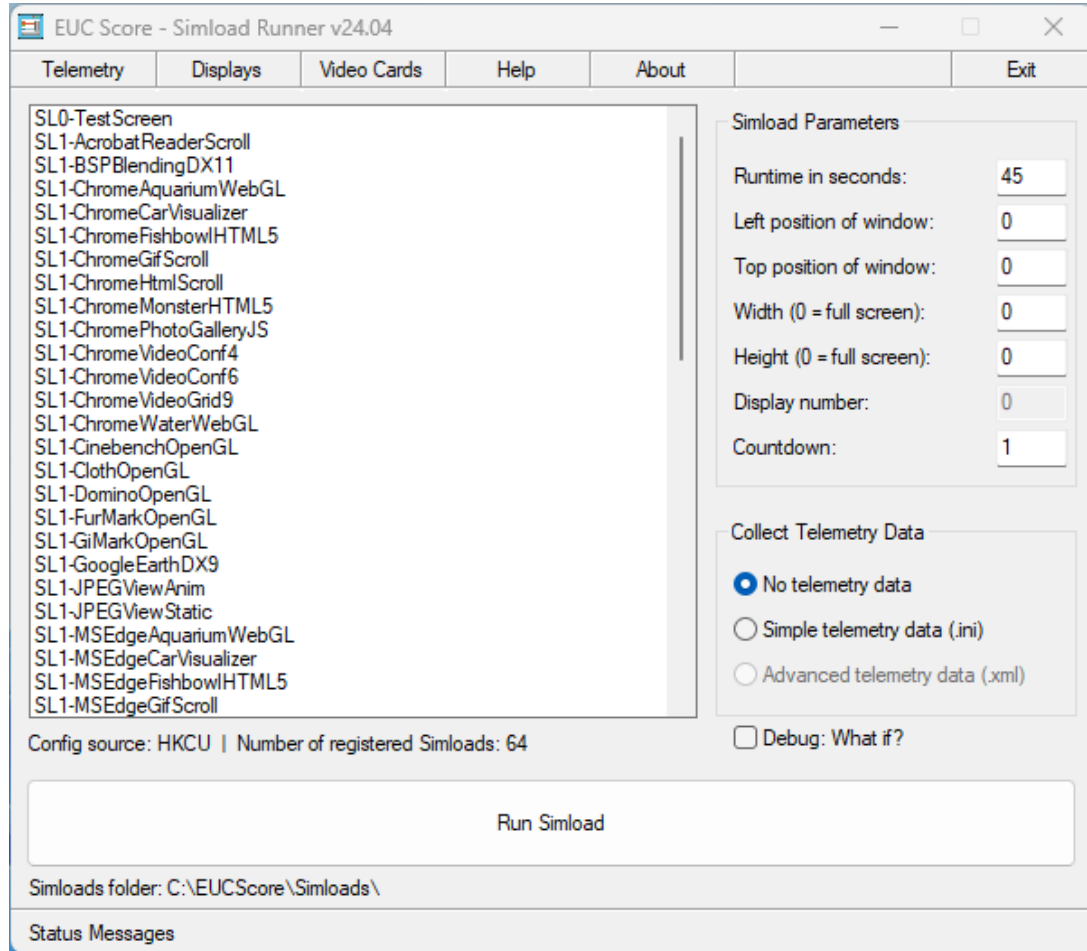 EUC Score - Simload Runner v24.04
Telemetry Displays Video Cards Help About Exit
SL0-TestScreen
SL1-AcrobatReaderScroll
SL1-BSPBlendingDX11
SL1-ChromeAquariumWebGL
SL1-ChromeCarVisualizer
SL1-ChromeFishbowlHTML5
SL1-ChromeGifScroll
SL1-ChromeHtmlScroll
SL1-ChromeMonsterHTML5
SL1-ChromePhotoGalleryJS
SL1-ChromeVideoConf4
SL1-ChromeVideoConf6
SL1-ChromeVideoGrid9
SL1-ChromeWaterWebGL
SL1-CinebenchOpenGL
SL1-ClothOpenGL
SL1-DominoOpenGL
SL1-FurMarkOpenGL
SL1-GiMarkOpenGL
SL1-GoogleEarthDX9
SL1-JPEGViewAnim
SL1-JPEGViewStatic
SL1-MSEdgeAquariumWebGL
SL1-MSEdgeCarVisualizer
SL1-MSEdgeFishbowlHTML5
SL1-MSEdgeGifScroll
Config source: HKCU | Number of registered Simloads: 64
Simload Parameters
Runtime in seconds: 45
Left position of window: 0
Top position of window: 0
Width (0 = full screen): 0
Height (0 = full screen): 0
Display number: 0
Countdown: 1
Collect Telemetry Data
No telemetry data
Simple telemetry data (.ini)
Advanced telemetry data (.xml)
Debug: What if?
Run Simload
Simloads folder: C:\EUCScore\Simloads\
Status Messages